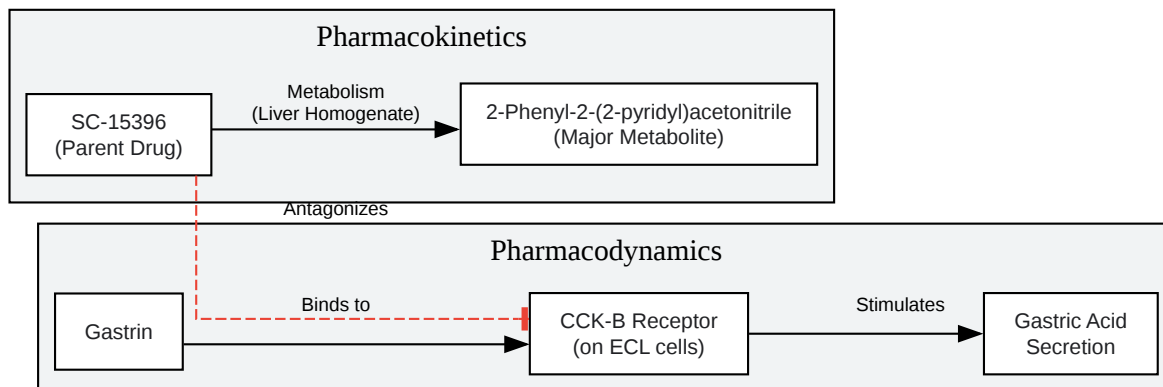 Pharmacokinetics
SC-15396
(Parent Drug)
Metabolism
(Liver Homogenate)
2-Phenyl-2-(2-pyridyl)acetonitrile
(Major Metabolite)
Antagonizes
Pharmacodynamics
Gastrin
Binds to
CCK-B Receptor
(on ECL cells)
Stimulates
Gastric Acid
Secretion